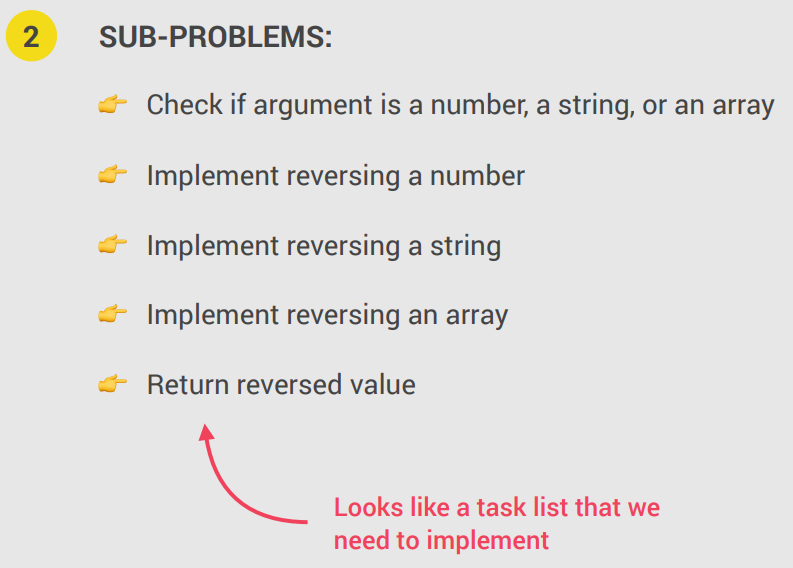 2 SUB-PROBLEMS:
👉 Check if argument is a number, a string, or an array
👉 Implement reversing a number
👉 Implement reversing a string
👉 Implement reversing an array
👉 Return reversed value
Looks like a task list that we
need to implement